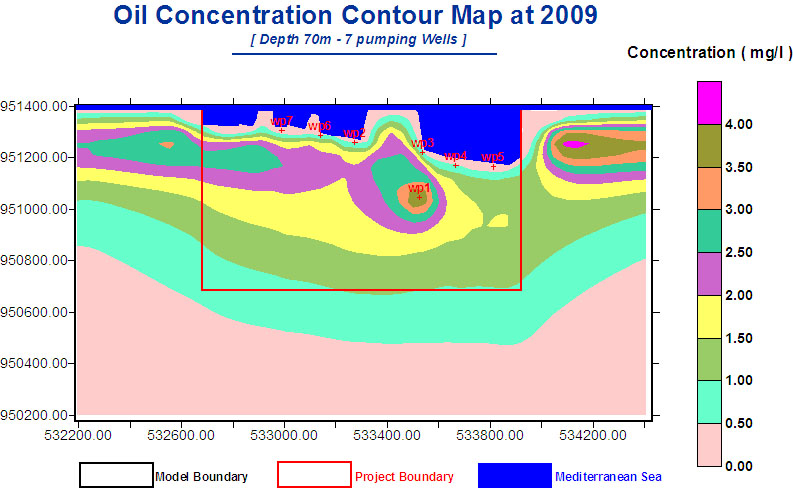 Oil Concentration Contour Map at 2009
[ Depth 70m - 7 pumping Wells ]
Concentration ( mg/l )
951400.00
951200.00
951000.00
950800.00
950600.00
950400.00
950200.00
wp7
wp6
wp2
wp3
wp4
wp5
wp1
4.00
3.50
3.00
2.50
2.00
1.50
1.00
0.50
0.00
532200.00 532600.00 533000.00 533400.00 533800.00 534200.00
Model Boundary
Project Boundary
Mediterranean Sea